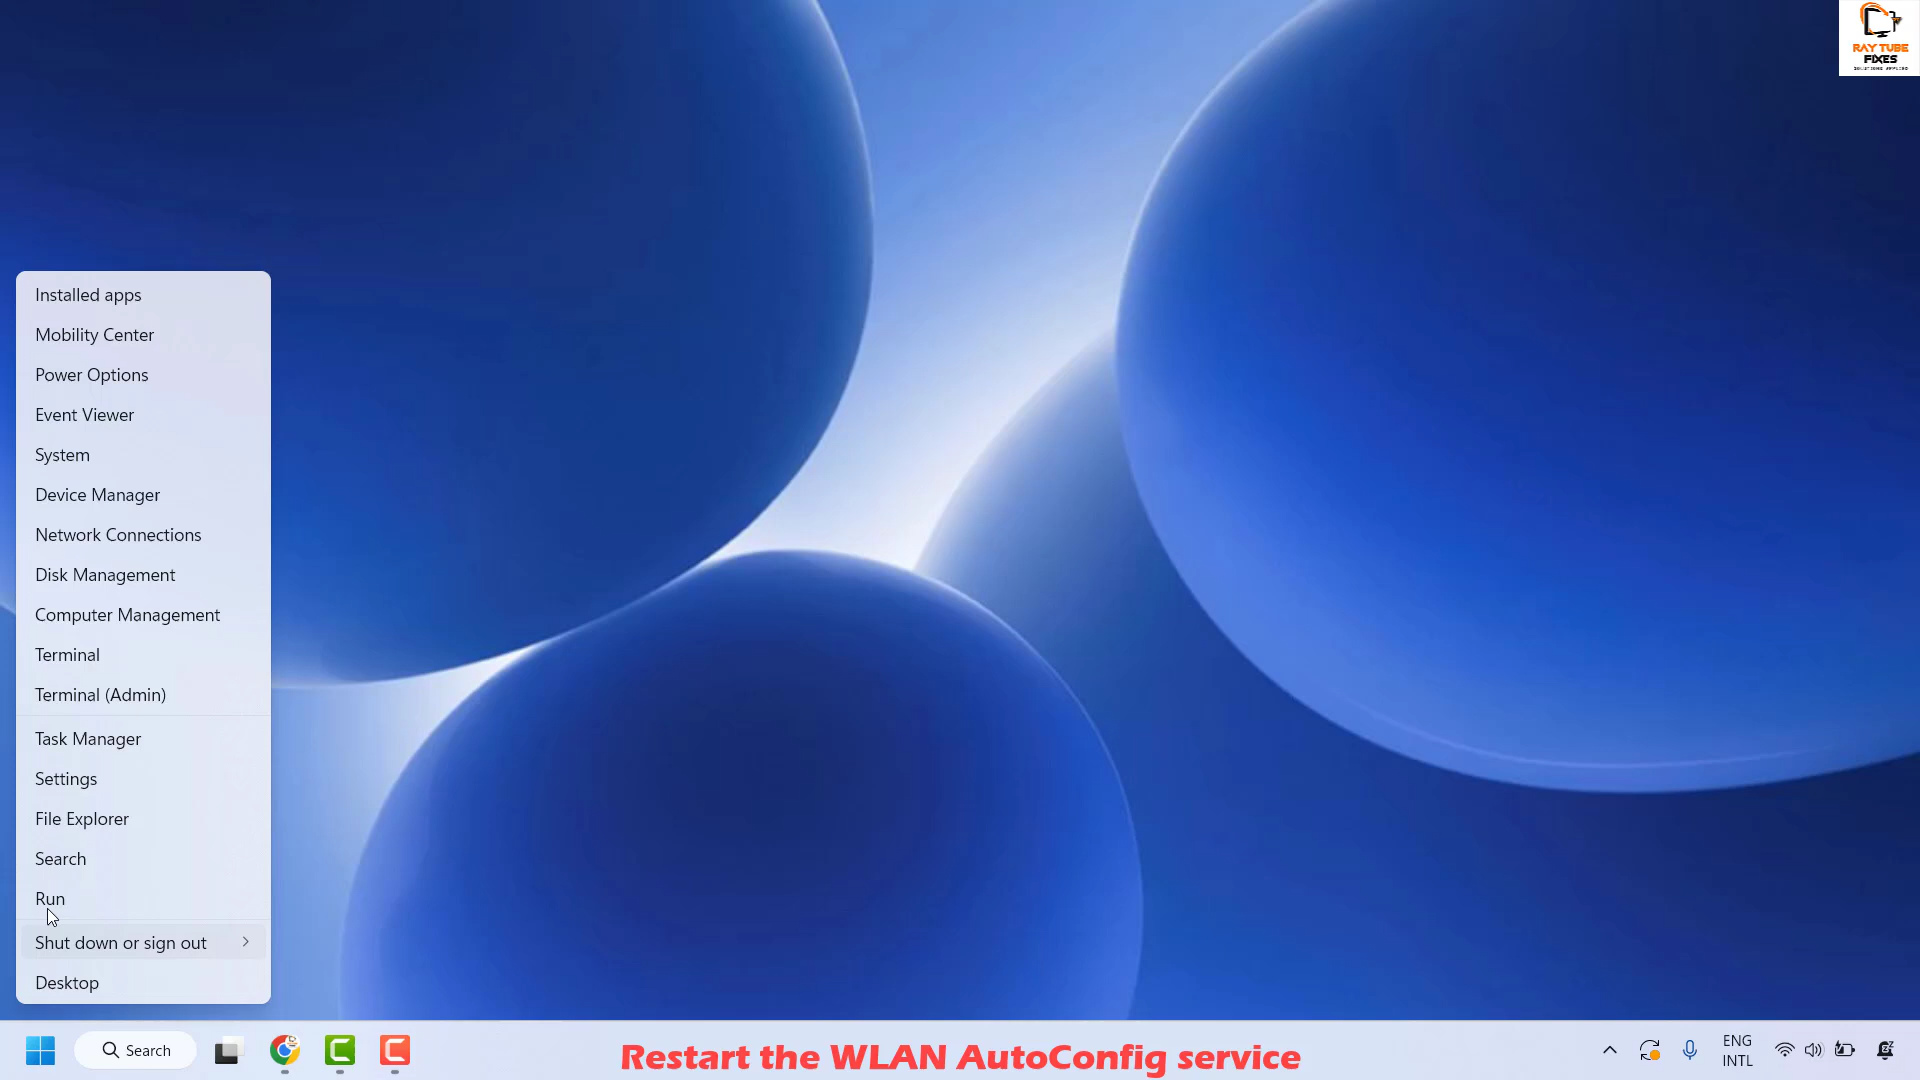 RAY TUBE
FIXES
Installed apps
Mobility Center
Power Options
Event Viewer
System
Device Manager
Network Connections
Disk Management
Computer Management
Terminal
Terminal (Admin)
Task Manager
Settings
File Explorer
Search
Run
Shut down or sign out
Desktop
Search
Restart the WLAN AutoConfig service
ENG
INTL